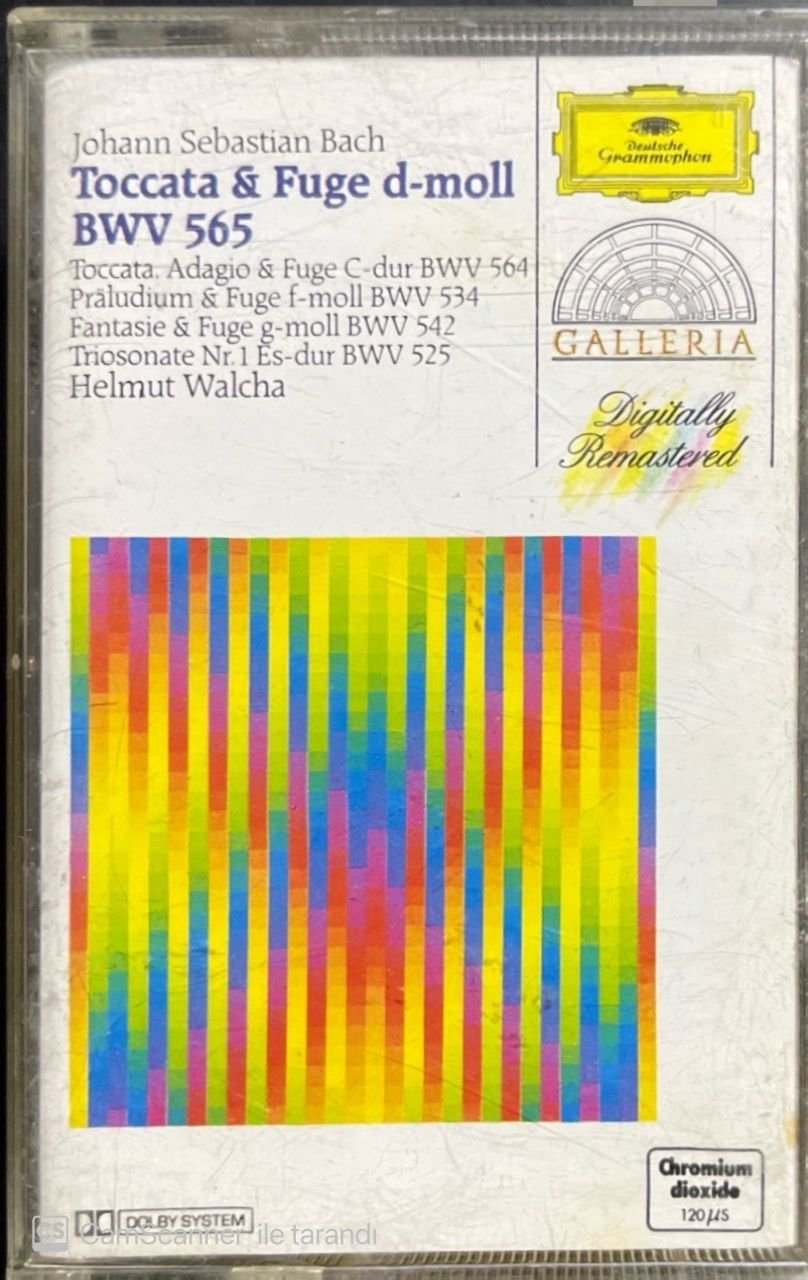 Johann Sebastian Bach
Toccata & Fuge d-moll
BWV 565
Toccata, Adagio & Fuge C-dur BWV 564
Präludium & Fuge f-moll BWV 534
Fantasie & Fuge g-moll BWV 542
Triosonate Nr. 1 Es-dur BWV 525
Helmut Walcha
Deutsche
Grammophon
GALLERIA
Digitally
Remastered
Chromium
dioxide
120 µs
DOLBY SYSTEM
CS CamScanner ile tarandı